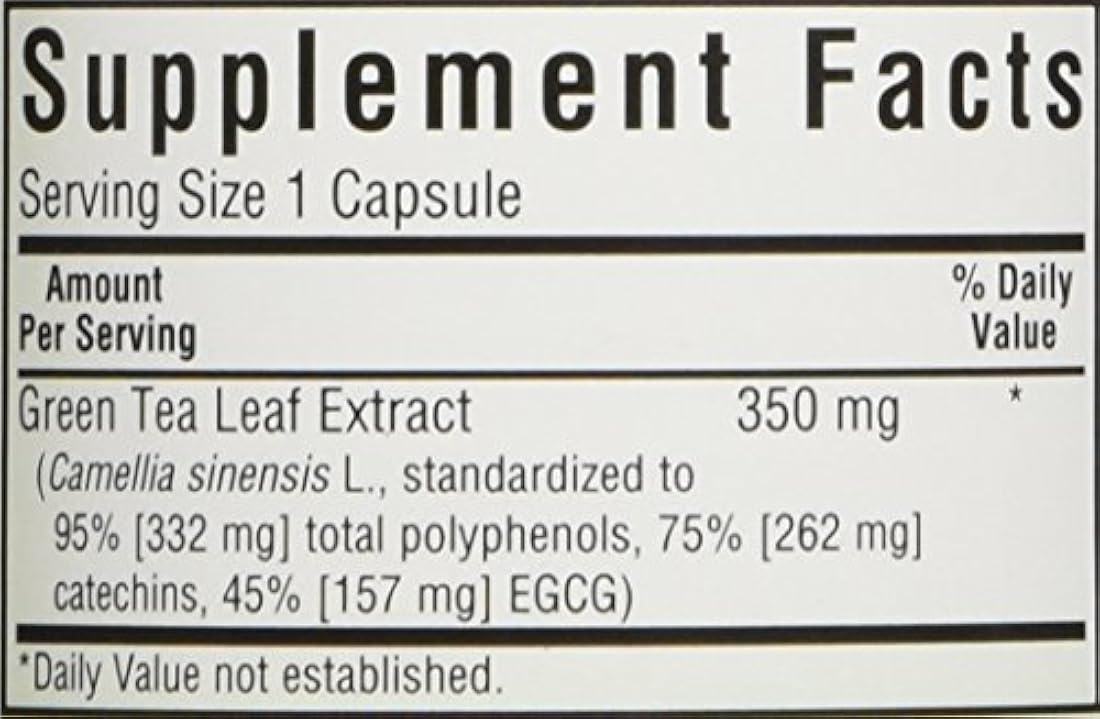 Supplement Facts
Serving Size 1 Capsule
Amount
Per Serving
% Daily
Value
Green Tea Leaf Extract 350 mg *
(Camellia sinensis L., standardized to
95% [332 mg] total polyphenols, 75% [262 mg]
catechins, 45% [157 mg] EGCG)
*Daily Value not established.